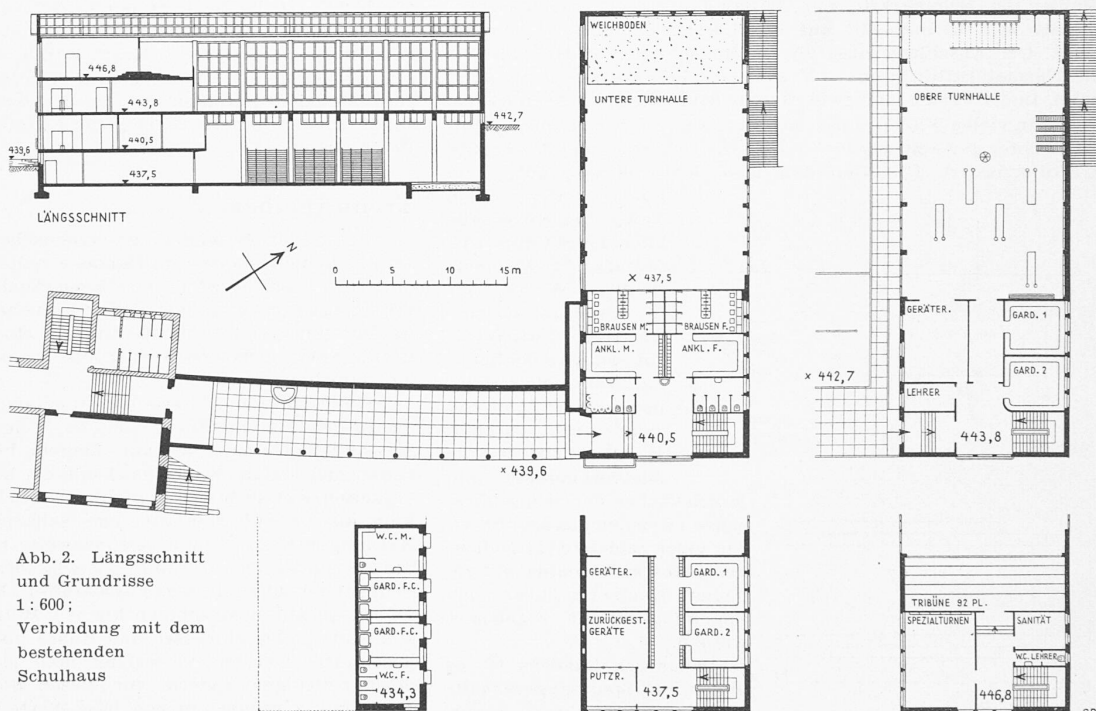 446,8
443,8
440,5
437,5
439,6
442,7
LÄNGSSCHNITT
N
0 5 10 15 m
WEICHBODEN
UNTERE TURNHALLE
× 437,5
BRAUSEN M. BRAUSEN F.
ANKL. M. ANKL. F.
440,5
× 439,6
OBERE TURNHALLE
GERÄTER. GARD. 1
GARD. 2
× 442,7
LEHRER
443,8
Abb. 2. Längsschnitt
und Grundrisse
1 : 600;
Verbindung mit dem
bestehenden
Schulhaus
W.C. M.
GARD. F.C.
GARD. F.C.
W.C. F.
434,3
GERÄTER. GARD. 1
ZURÜCKGEST.
GERÄTE
GARD. 2
PUTZR.
437,5
TRIBÜNE 92 PL.
SPEZIALTURNEN SANITÄT
W.C. LEHRER
446,8